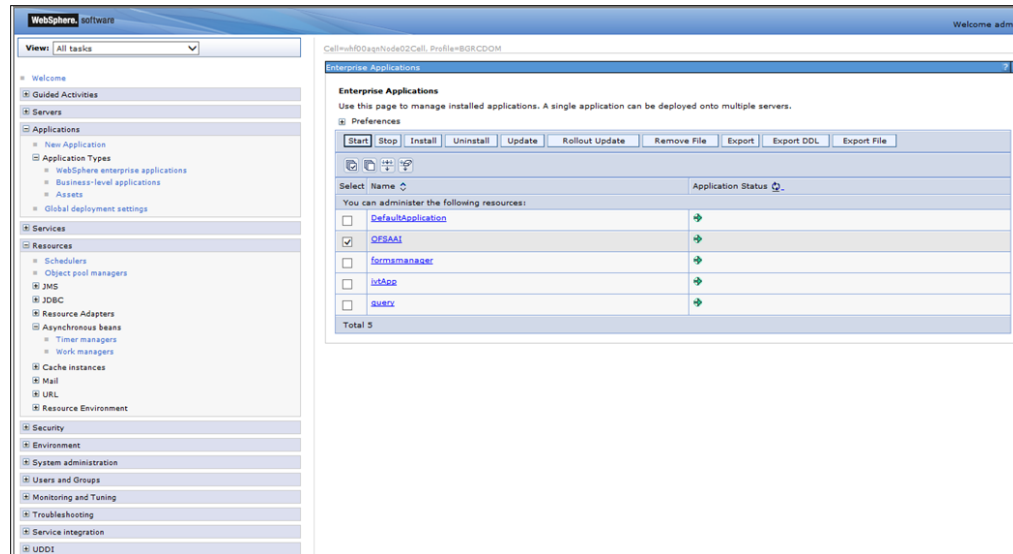 WebSphere. software
Welcome adm
View: All tasks
Cell=whf00aqnNode02Cell, Profile=BGRCDOM
Enterprise Applications
?
Welcome
Guided Activities
Servers
Applications
New Application
Application Types
WebSphere enterprise applications
Business-level applications
Assets
Global deployment settings
Services
Resources
Schedulers
Object pool managers
JMS
JDBC
Resource Adapters
Asynchronous beans
Timer managers
Work managers
Cache instances
Mail
URL
Resource Environment
Security
Environment
System administration
Users and Groups
Monitoring and Tuning
Troubleshooting
Service integration
UDDI
Enterprise Applications
Use this page to manage installed applications. A single application can be deployed onto multiple servers.
Preferences
Start Stop Install Uninstall Update Rollout Update Remove File Export Export DDL Export File
Select Name Application Status
You can administer the following resources:
DefaultApplication
OFSAAI
formsmanager
ivtApp
query
Total 5